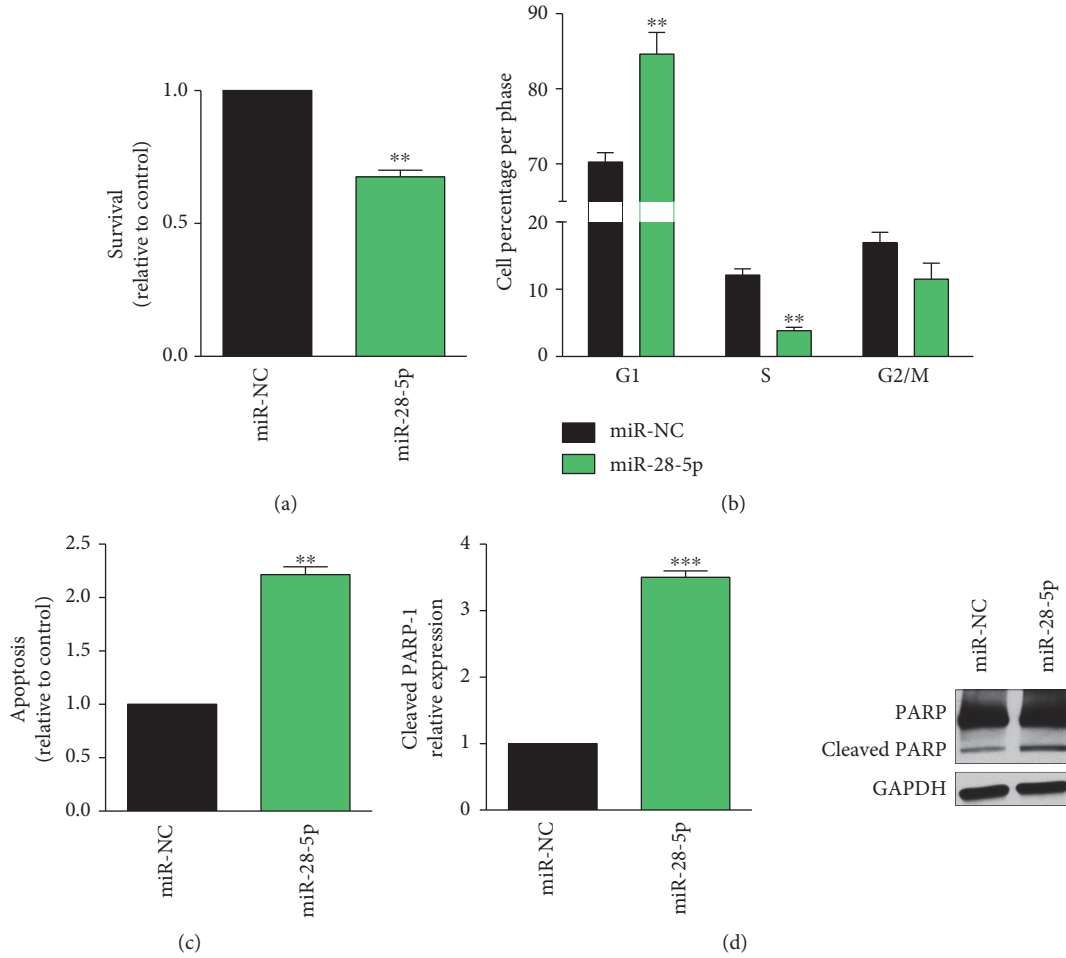 Survival
(relative to control)
1.0
0.5
0.0
**
miR-NC
miR-28-5p
(a)
Cell percentage per phase
90
80
70
20
10
0
**
**
G1
S
G2/M
miR-NC
miR-28-5p
(b)
Apoptosis
(relative to control)
2.5
2.0
1.5
1.0
0.5
0.0
**
miR-NC
miR-28-5p
(c)
Cleaved PARP-1
relative expression
4
3
2
1
0
***
miR-NC
miR-28-5p
miR-NC
miR-28-5p
PARP
Cleaved PARP
GAPDH
(d)